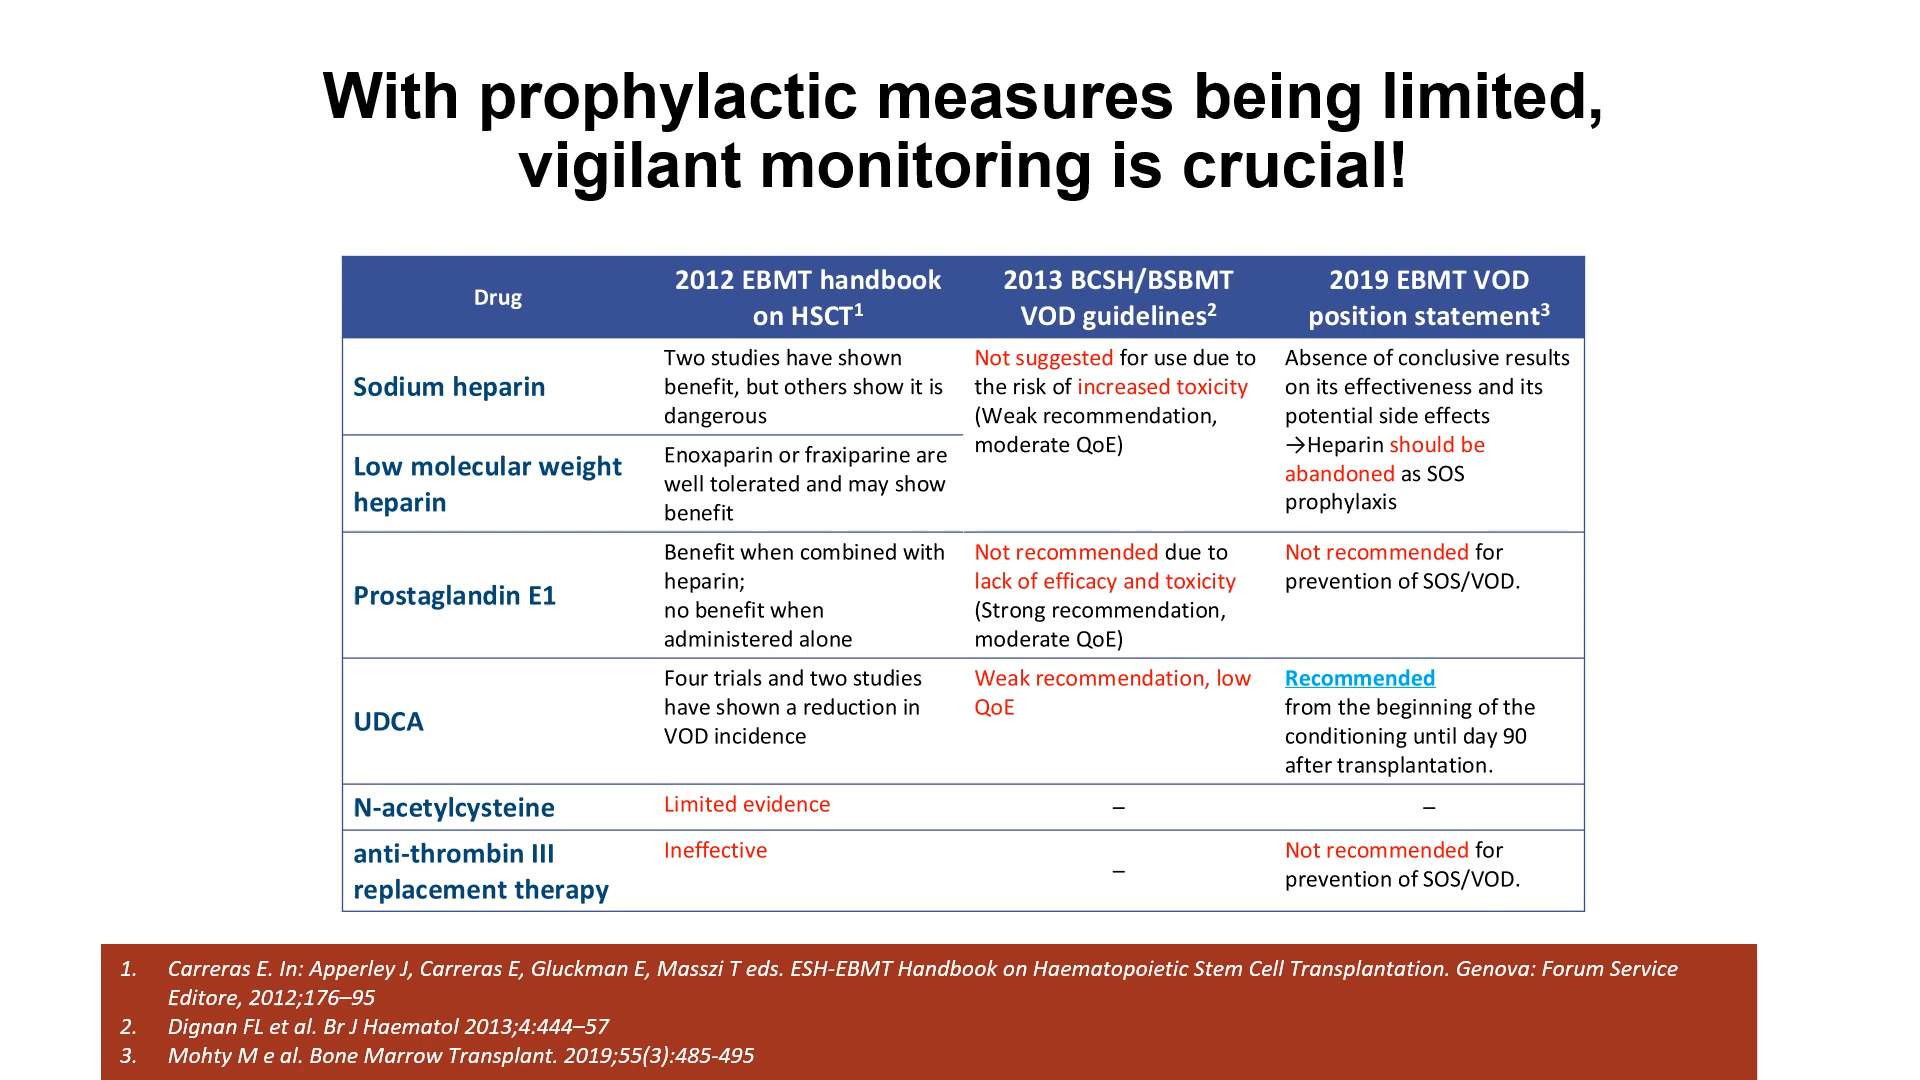 With prophylactic measures being limited,
vigilant monitoring is crucial!
Drug
2012 EBMT handbook
on HSCT1
2013 BCSH/BSBMT
VOD guidelines2
2019 EBMT VOD
position statement3
Sodium heparin
Two studies have shown
benefit, but others show it is
dangerous
Not suggested for use due to
the risk of increased toxicity
(Weak recommendation,
moderate QoE)
Absence of conclusive results
on its effectiveness and its
potential side effects
→Heparin should be
abandoned as SOS
prophylaxis
Low molecular weight
heparin
Enoxaparin or fraxiparine are
well tolerated and may show
benefit
Prostaglandin E1
Benefit when combined with
heparin;
no benefit when
administered alone
Not recommended due to
lack of efficacy and toxicity
(Strong recommendation,
moderate QoE)
Not recommended for
prevention of SOS/VOD.
UDCA
Four trials and two studies
have shown a reduction in
VOD incidence
Weak recommendation, low
QoE
Recommended
from the beginning of the
conditioning until day 90
after transplantation.
N-acetylcysteine
Limited evidence
–
–
anti-thrombin III
replacement therapy
Ineffective
–
Not recommended for
prevention of SOS/VOD.
1. Carreras E. In: Apperley J, Carreras E, Gluckman E, Masszi T eds. ESH-EBMT Handbook on Haematopoietic Stem Cell Transplantation. Genova: Forum Service
Editore, 2012;176–95
2. Dignan FL et al. Br J Haematol 2013;4:444–57
3. Mohty M e al. Bone Marrow Transplant. 2019;55(3):485-495